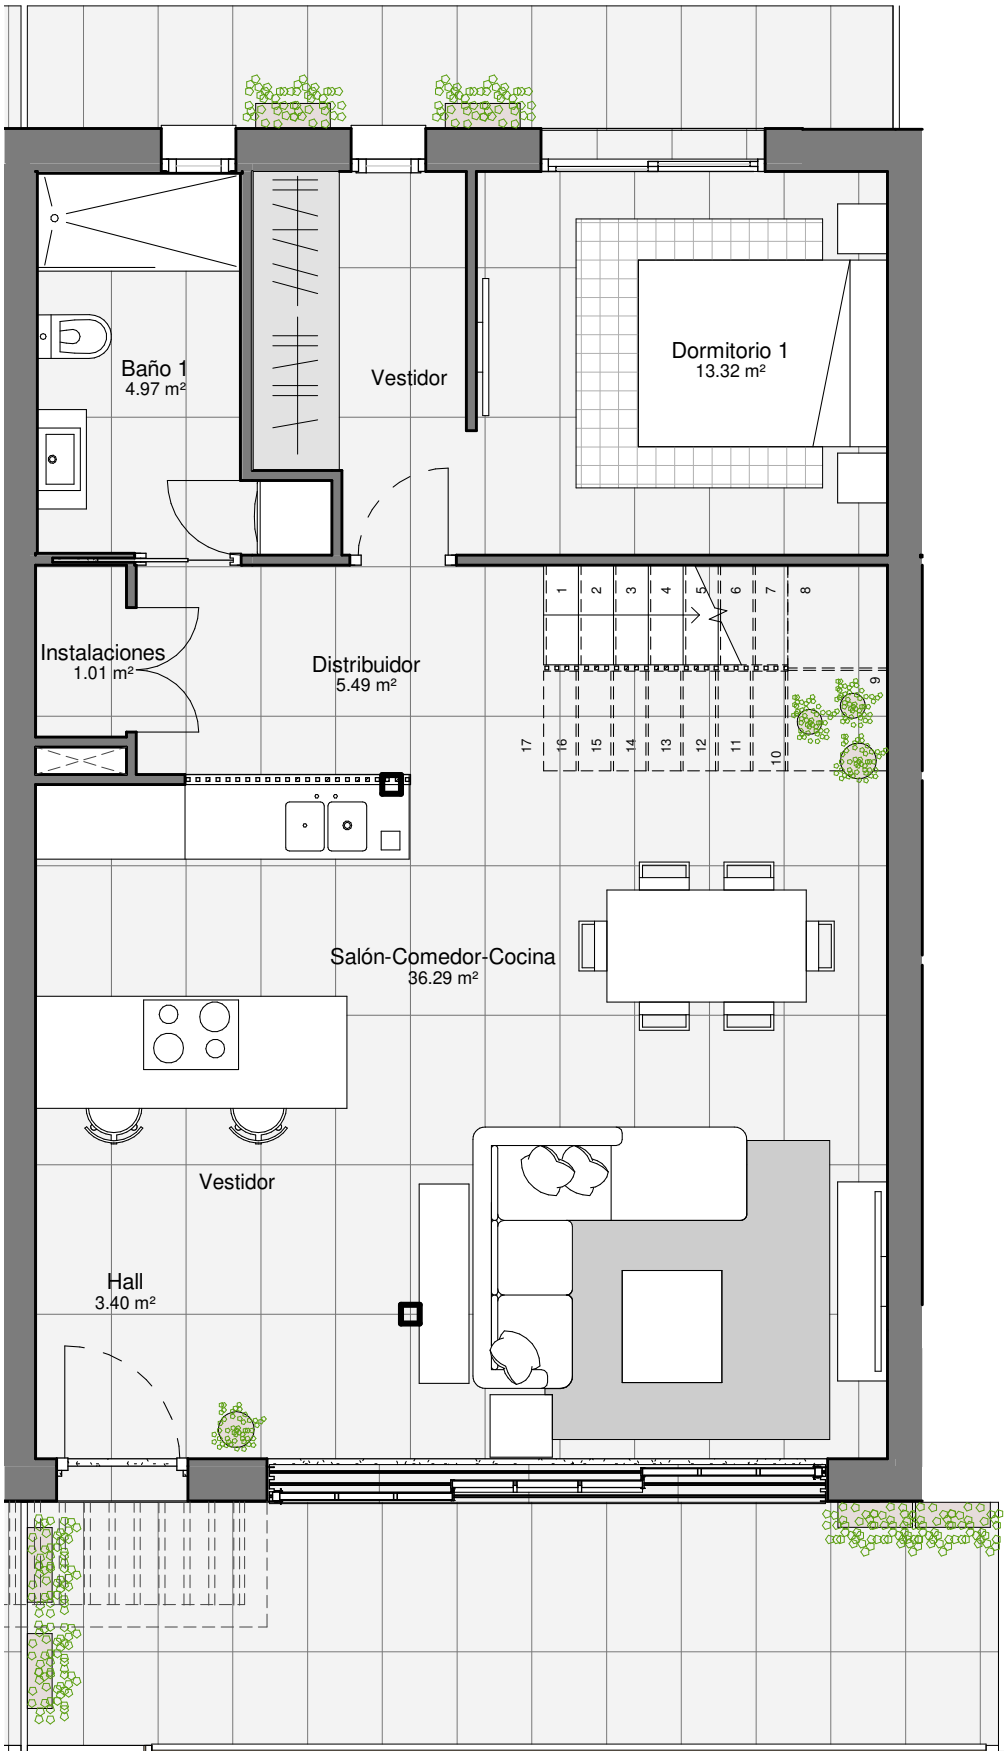 Baño 1
4.97 m²
Vestidor
Dormitorio 1
13.32 m²
1 2 3 4 5 6 7 8
Instalaciones
1.01 m²
Distribuidor
5.49 m²
9
17 16 15 14 13 12 11 10
Salón-Comedor-Cocina
36.29 m²
Vestidor
Hall
3.40 m²